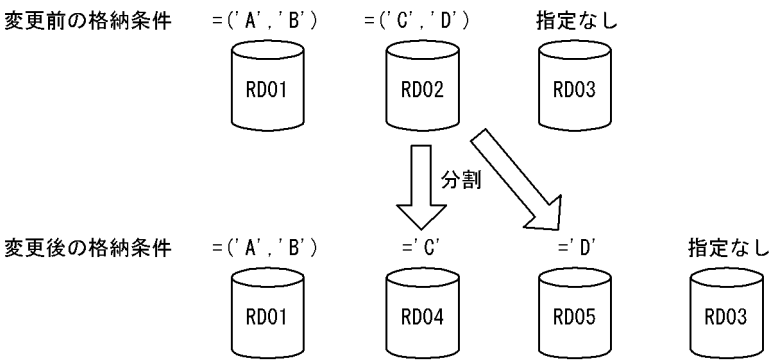 変更前の格納条件 =('A','B') =('C','D') 指定なし
RD01 RD02 RD03
分割
変更後の格納条件 =('A','B') ='C' ='D' 指定なし
RD01 RD04 RD05 RD03